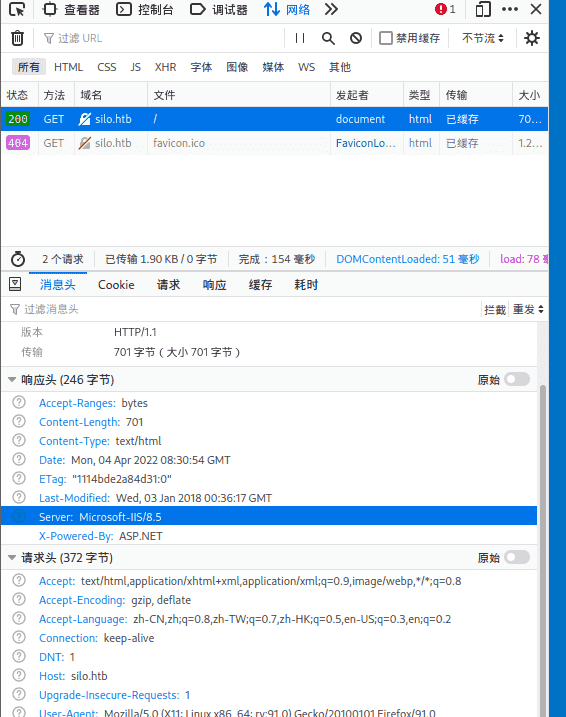 查看器 控制台 调试器 网络 1
过滤 URL 禁用缓存 不节流
所有 HTML CSS JS XHR 字体 图像 媒体 WS 其他
状态 方法 域名 文件 发起者 类型 传输 大小
200 GET silo.htb / document html 已缓存 70…
404 GET silo.htb favicon.ico FaviconLo… html 已缓存 1.2…
2 个请求 已传输 1.90 KB / 0 字节 完成：154 毫秒 DOMContentLoaded: 51 毫秒 load: 78 毫
消息头 Cookie 请求 响应 缓存 耗时
过滤消息头 拦截 重发
版本 HTTP/1.1
传输 701 字节（大小 701 字节）
响应头 (246 字节) 原始
Accept-Ranges: bytes
Content-Length: 701
Content-Type: text/html
Date: Mon, 04 Apr 2022 08:30:54 GMT
ETag: "1114bde2a84d31:0"
Last-Modified: Wed, 03 Jan 2018 00:36:17 GMT
Server: Microsoft-IIS/8.5
X-Powered-By: ASP.NET
请求头 (372 字节) 原始
Accept: text/html,application/xhtml+xml,application/xml;q=0.9,image/webp,*/*;q=0.8
Accept-Encoding: gzip, deflate
Accept-Language: zh-CN,zh;q=0.8,zh-TW;q=0.7,zh-HK;q=0.5,en-US;q=0.3,en;q=0.2
Connection: keep-alive
DNT: 1
Host: silo.htb
Upgrade-Insecure-Requests: 1
User-Agent: Mozilla/5.0 (X11; Linux x86_64; rv:91.0) Gecko/20100101 Firefox/91.0